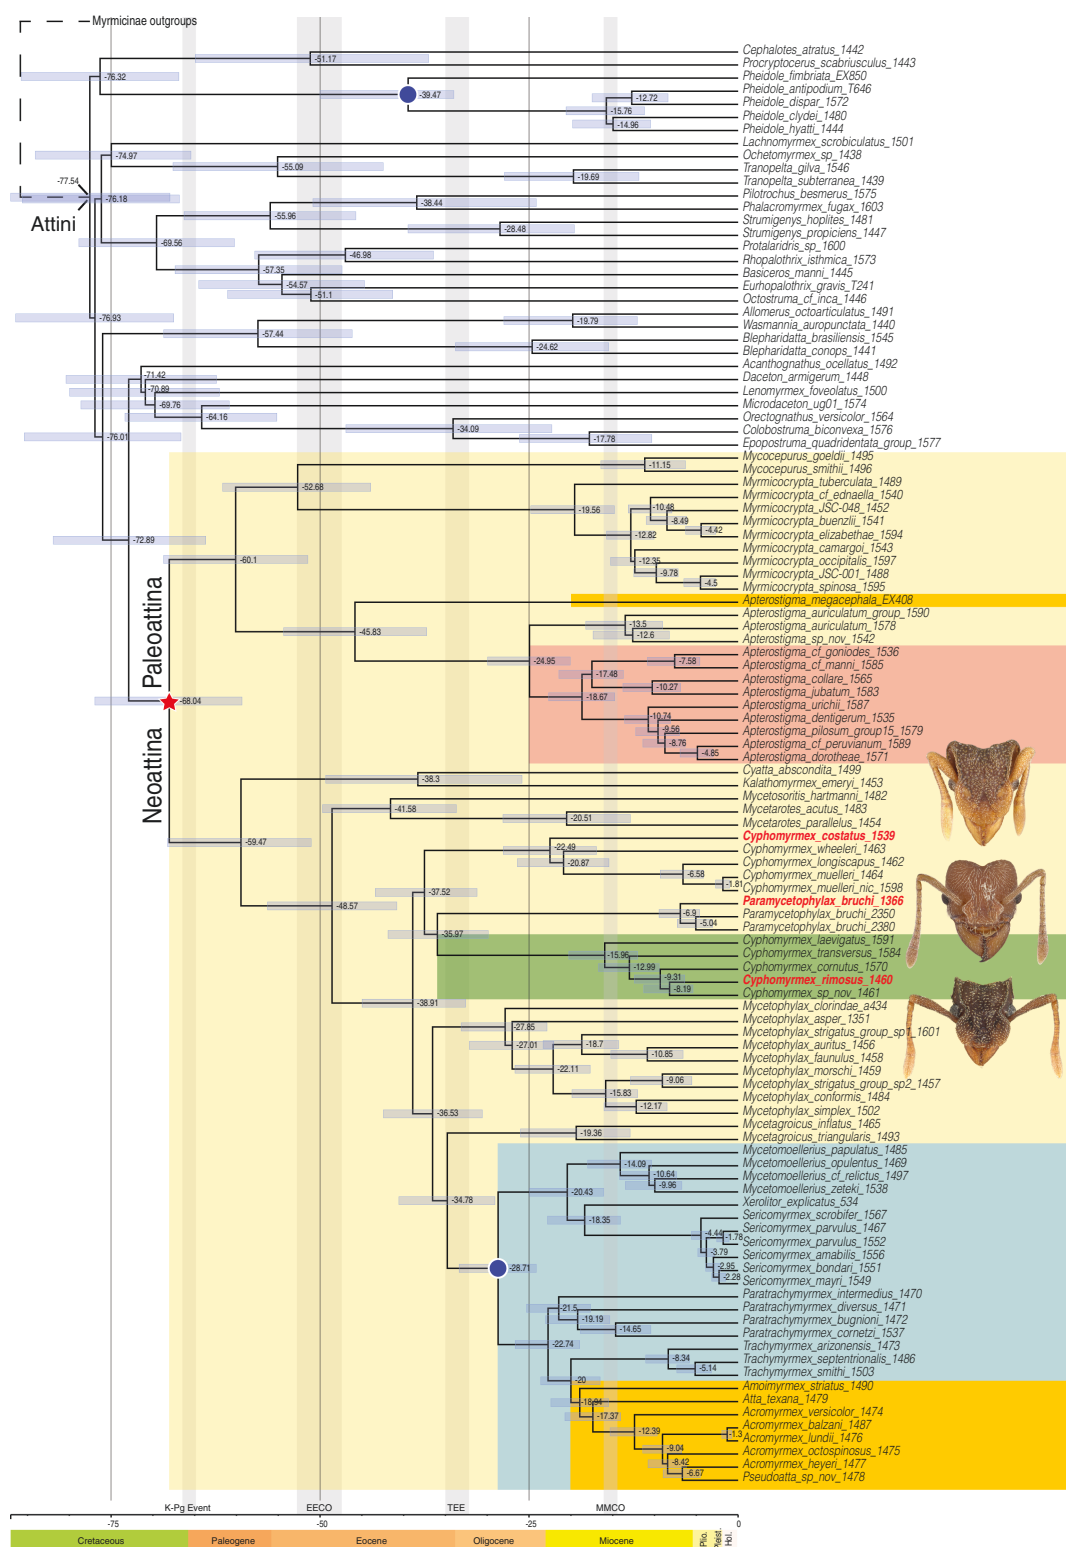 Myrmicinae outgroups
Cephalotes_atratus_1442
-51.17
Procryptocerus_scabriusculus_1443
-76.32
Pheidole_fimbriata_EX850
-39.47
Pheidole_antipodium_T646
-12.72
Pheidole_dispar_1572
-15.76
Pheidole_clydei_1480
-14.96
Pheidole_hyatti_1444
Lachnomyrmex_scrobiculatus_1501
-74.97
Ochetomyrmex_sp_1438
-55.09
Tranopelta_gilva_1546
-19.69
Tranopelta_subterranea_1439
-77.54
-76.18
Attini
Pilotrochus_besmerus_1575
-38.44
Phalacromyrmex_fugax_1603
-55.96
Strumigenys_hoplites_1481
-28.48
Strumigenys_propiciens_1447
-69.56
Protalaridris_sp_1600
-46.98
Rhopalothrix_isthmica_1573
-57.35
Basiceros_manni_1445
-54.57
Eurhopalothrix_gravis_T241
-51.1
Octostruma_cf_inca_1446
-76.93
Allomerus_octoarticulatus_1491
-19.79
Wasmannia_auropunctata_1440
-57.44
Blepharidatta_brasiliensis_1545
-24.62
Blepharidatta_conops_1441
Acanthognathus_ocellatus_1492
-71.42
Daceton_armigerum_1448
-70.89
Lenomyrmex_foveolatus_1500
-69.76
Microdaceton_ug01_1574
-64.16
Orectognathus_versicolor_1564
-34.09
Colobostruma_biconvexa_1576
-17.78
Epopostruma_quadridentata_group_1577
-76.01
Mycocepurus_goeldii_1495
-11.15
Mycocepurus_smithii_1496
-52.68
Myrmicocrypta_tuberculata_1489
-19.56
Myrmicocrypta_cf_ednaella_1540
-10.48
Myrmicocrypta_JSC-048_1452
-8.49
Myrmicocrypta_buenzlii_1541
-4.42
Myrmicocrypta_elizabethae_1594
-12.82
Myrmicocrypta_camargoi_1543
-12.35
Myrmicocrypta_occipitalis_1597
-9.78
Myrmicocrypta_JSC-001_1488
-4.5
Myrmicocrypta_spinosa_1595
-72.89
-60.1
Paleoattina
Apterostigma_megacephala_EX408
-45.83
Apterostigma_auriculatum_group_1590
-13.5
Apterostigma_auriculatum_1578
-12.6
Apterostigma_sp_nov_1542
-24.95
Apterostigma_cf_goniodes_1536
-7.58
Apterostigma_cf_manni_1585
-17.48
Apterostigma_collare_1565
-10.27
Apterostigma_jubatum_1583
-18.67
Apterostigma_urichii_1587
-10.74
Apterostigma_dentigerum_1535
-9.56
Apterostigma_pilosum_group15_1579
-8.76
Apterostigma_cf_peruvianum_1589
-4.85
Apterostigma_dorotheae_1571
-68.04
Neoattina
Cyatta_abscondita_1499
-38.3
Kalathomyrmex_emeryi_1453
-59.47
Mycetosoritis_hartmanni_1482
-41.58
Mycetarotes_acutus_1483
-20.51
Mycetarotes_parallelus_1454
-48.57
Cyphomyrmex_costatus_1539
-22.49
Cyphomyrmex_wheeleri_1463
-20.87
Cyphomyrmex_longiscapus_1462
-6.58
Cyphomyrmex_muelleri_1464
-1.81
Cyphomyrmex_muelleri_nic_1598
-37.52
Paramycetophylax_bruchi_1366
-6.9
Paramycetophylax_bruchi_2350
-5.04
Paramycetophylax_bruchi_2380
-35.97
Cyphomyrmex_laevigatus_1591
-15.96
Cyphomyrmex_transversus_1584
-12.99
Cyphomyrmex_cornutus_1570
-9.31
Cyphomyrmex_rimosus_1460
-8.19
Cyphomyrmex_sp_nov_1461
-38.91
Mycetophylax_clorindae_a434
-27.85
Mycetophylax_asper_1351
-27.01
Mycetophylax_strigatus_group_sp1_1601
-18.7
Mycetophylax_auritus_1456
-10.85
Mycetophylax_faunulus_1458
-22.11
Mycetophylax_morschi_1459
-9.06
Mycetophylax_strigatus_group_sp2_1457
-15.83
Mycetophylax_conformis_1484
-12.17
Mycetophylax_simplex_1502
-36.53
Mycetagroicus_inflatus_1465
-19.36
Mycetagroicus_triangularis_1493
-34.78
Mycetomoellerius_papulatus_1485
-14.09
Mycetomoellerius_opulentus_1469
-10.64
Mycetomoellerius_cf_relictus_1497
-9.96
Mycetomoellerius_zeteki_1538
-20.43
Xerolitor_explicatus_534
-18.35
Sericomyrmex_scrobifer_1567
-4.44
Sericomyrmex_parvulus_1467
-1.78
Sericomyrmex_parvulus_1552
-3.79
Sericomyrmex_amabilis_1556
-2.95
Sericomyrmex_bondari_1551
-2.28
Sericomyrmex_mayri_1549
-28.71
Paratrachymyrmex_intermedius_1470
-21.5
Paratrachymyrmex_diversus_1471
-19.19
Paratrachymyrmex_bugnioni_1472
-14.65
Paratrachymyrmex_cornetzi_1537
-22.74
Trachymyrmex_arizonensis_1473
-8.34
Trachymyrmex_septentrionalis_1486
-5.14
Trachymyrmex_smithi_1503
-20
Amoimyrmex_striatus_1490
-18.94
Atta_texana_1479
-17.37
Acromyrmex_versicolor_1474
-12.39
Acromyrmex_balzani_1487
-1.3
Acromyrmex_lundii_1476
-9.04
Acromyrmex_octospinosus_1475
-8.42
Acromyrmex_heyeri_1477
-6.67
Pseudoatta_sp_nov_1478
K-Pg Event
EECO
TEE
MMCO
-75
-50
-25
0
Cretaceous
Paleogene
Eocene
Oligocene
Miocene
Plio.
Pleist.
Hol.